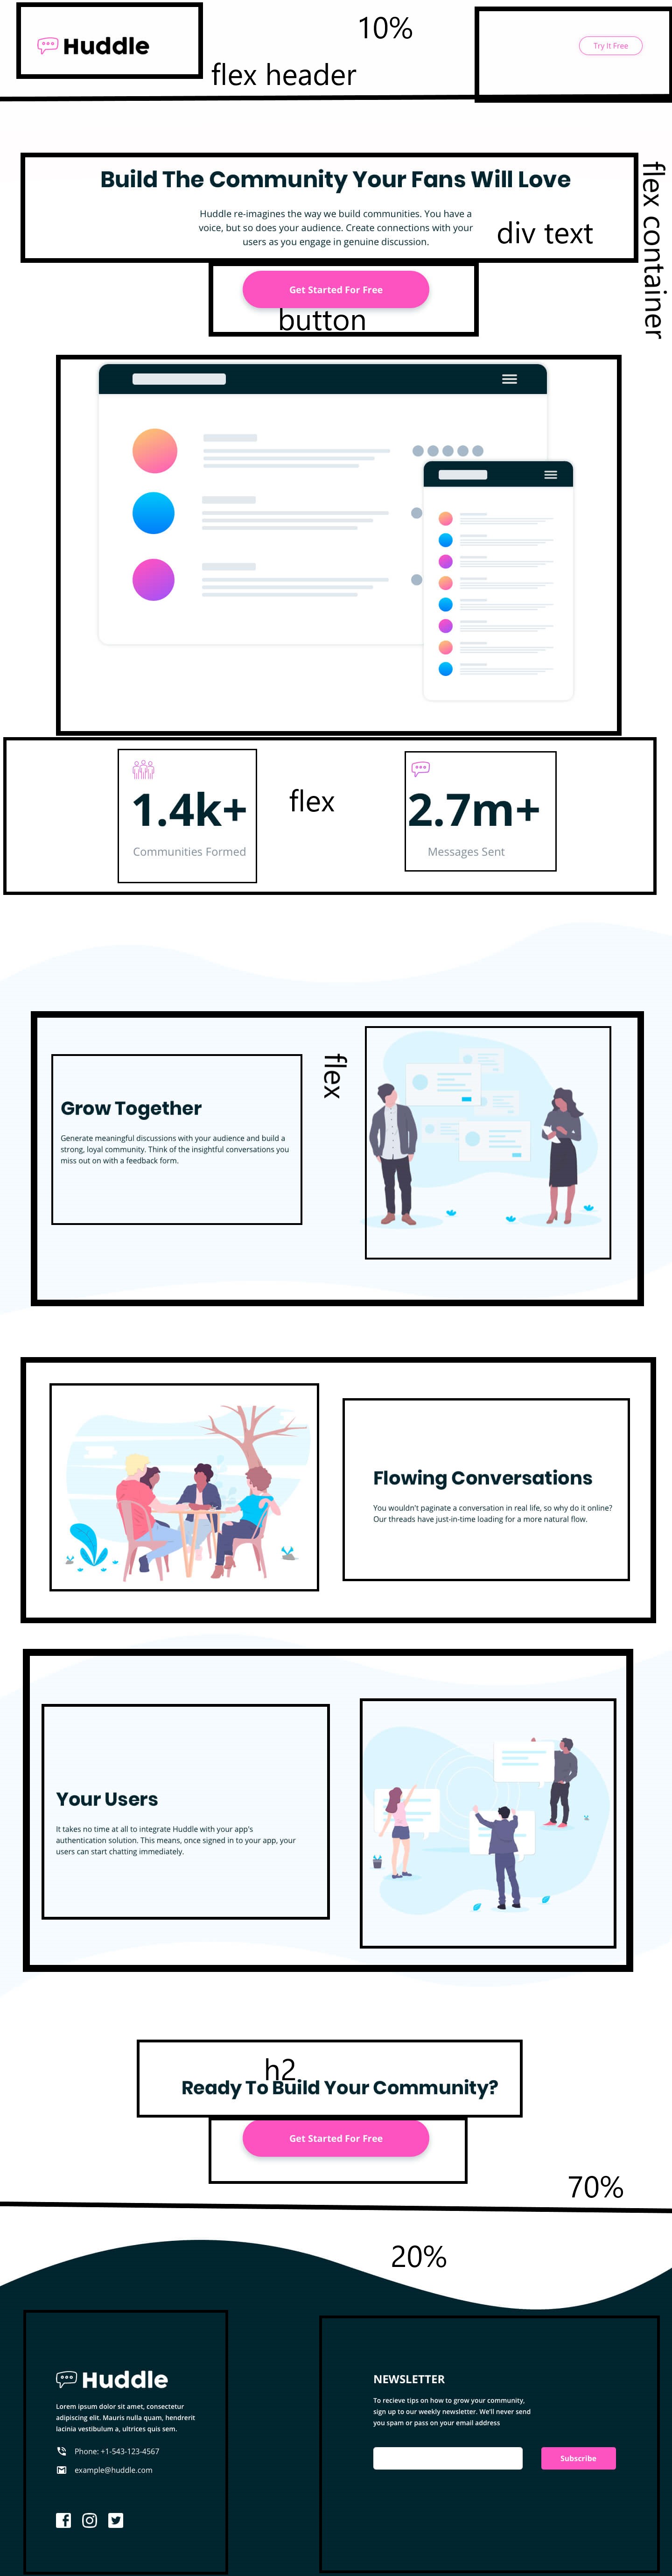 10%
Huddle
Try It Free
flex header
Build The Community Your Fans Will Love
flex container
Huddle re-imagines the way we build communities. You have a
voice, but so does your audience. Create connections with your
users as you engage in genuine discussion.
div text
Get Started For Free
button
flex
1.4k+
Communities Formed
2.7m+
Messages Sent
flex
Grow Together
Generate meaningful discussions with your audience and build a
strong, loyal community. Think of the insightful conversations you
miss out on with a feedback form.
Flowing Conversations
You wouldn't paginate a conversation in real life, so why do it online?
Our threads have just-in-time loading for a more natural flow.
Your Users
It takes no time at all to integrate Huddle with your app's
authentication solution. This means, once signed in to your app, your
users can start chatting immediately.
h2
Ready To Build Your Community?
Get Started For Free
70%
20%
Huddle
Lorem ipsum dolor sit amet, consectetur
adipiscing elit. Mauris nulla quam, hendrerit
lacinia vestibulum a, ultrices quis sem.
Phone: +1-543-123-4567
example@huddle.com
NEWSLETTER
To recieve tips on how to grow your community,
sign up to our weekly newsletter. We'll never send
you spam or pass on your email address
Subscribe